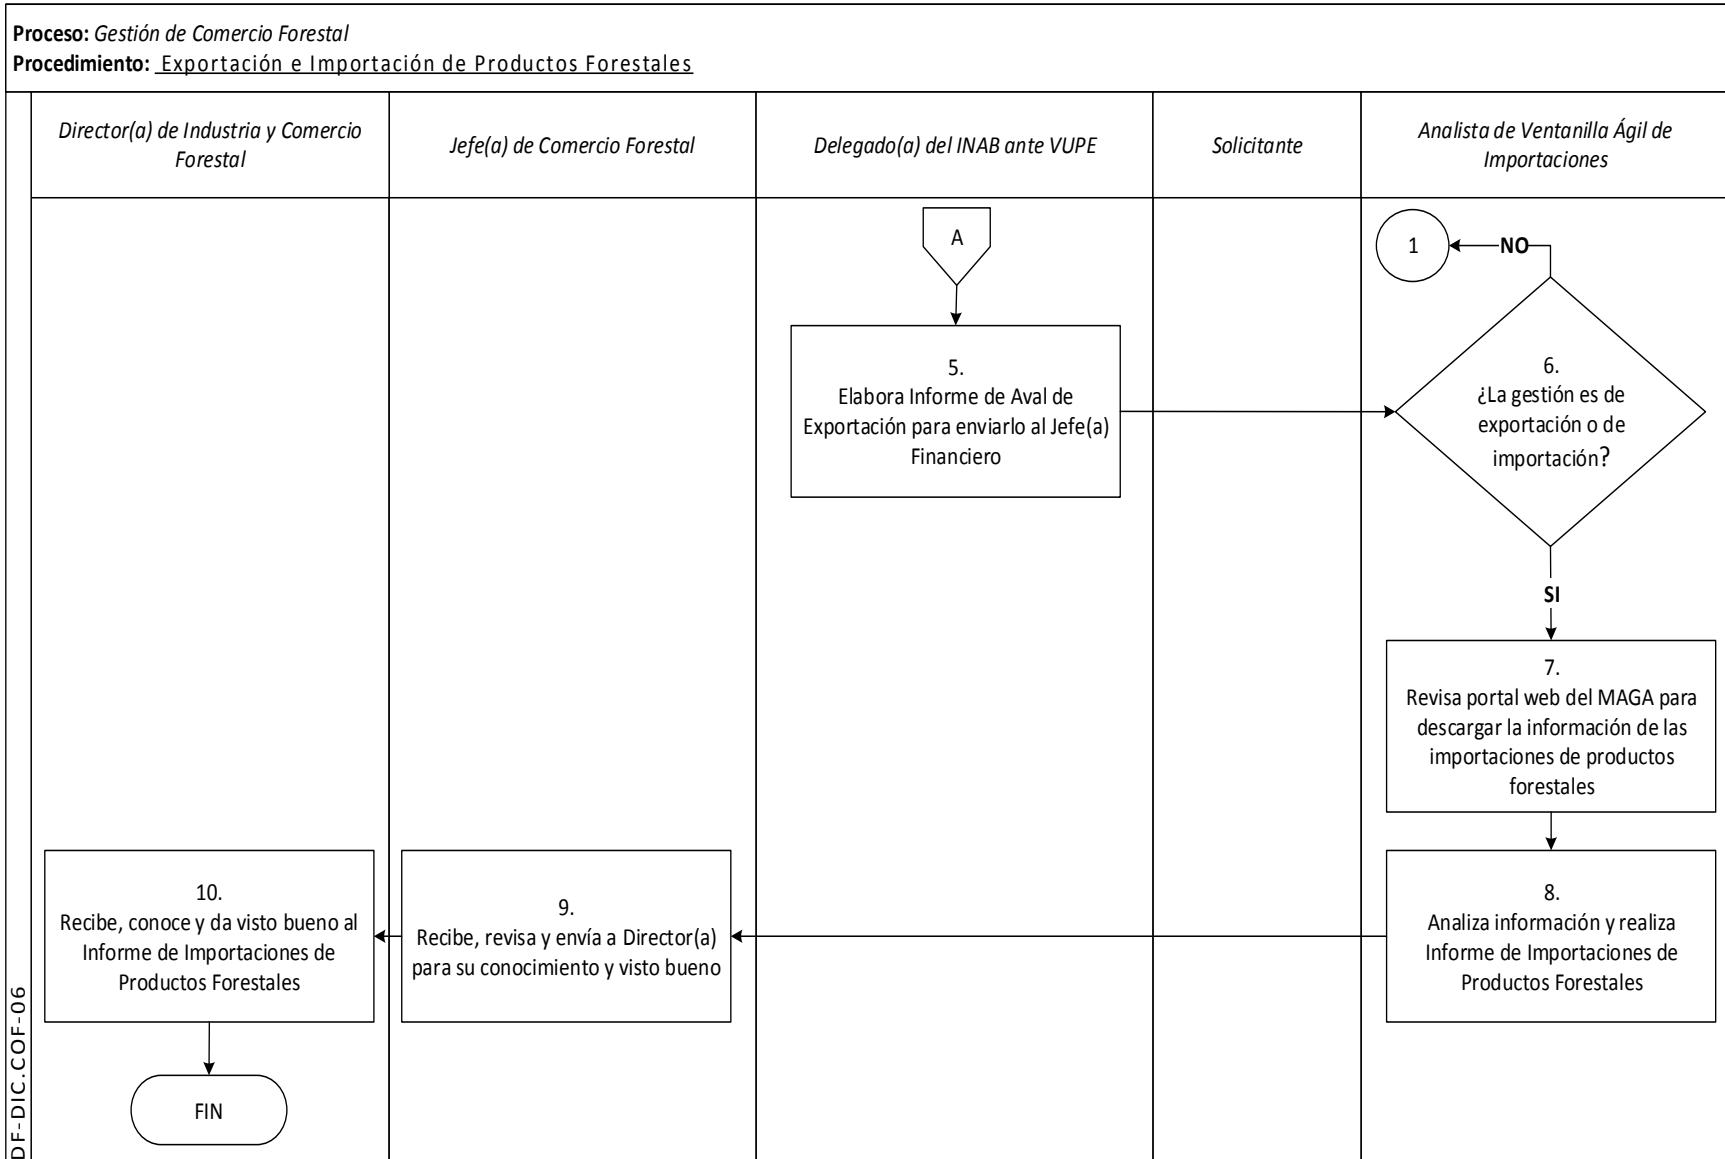 Proceso: Gestión de Comercio Forestal
Procedimiento: Exportación e Importación de Productos Forestales
Director(a) de Industria y Comercio
Forestal
Jefe(a) de Comercio Forestal
Delegado(a) del INAB ante VUPE
Solicitante
Analista de Ventanilla Ágil de
Importaciones
A
1
NO
5.
Elabora Informe de Aval de
Exportación para enviarlo al Jefe(a)
Financiero
6.
¿La gestión es de
exportación o de
importación?
SI
7.
Revisa portal web del MAGA para
descargar la información de las
importaciones de productos
forestales
8.
Analiza información y realiza
Informe de Importaciones de
Productos Forestales
9.
Recibe, revisa y envía a Director(a)
para su conocimiento y visto bueno
10.
Recibe, conoce y da visto bueno al
Informe de Importaciones de
Productos Forestales
FIN
DF-DIC.COF-06